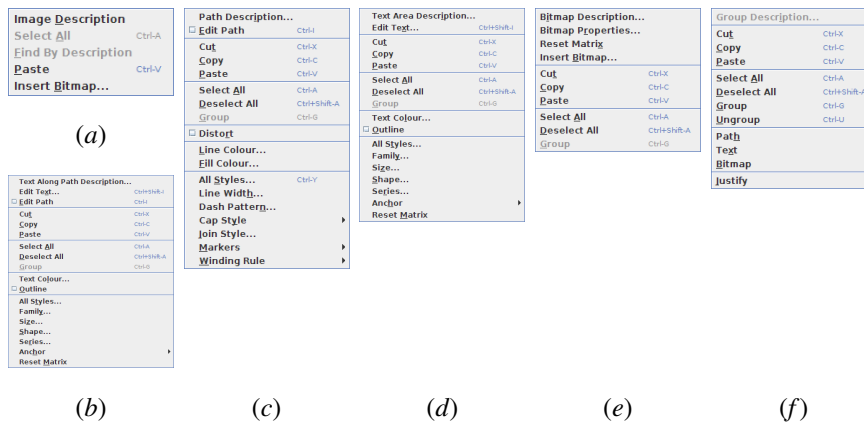 Image Description
Select All Ctrl-A
Find By Description
Paste Ctrl-V
Insert Bitmap...
(a)
Text Along Path Description...
Edit Text... Ctrl+Shift-I
Edit Path Ctrl-I
Cut Ctrl-X
Copy Ctrl-C
Paste Ctrl-V
Select All Ctrl-A
Deselect All Ctrl+Shift-A
Group Ctrl-G
Text Colour...
Outline
All Styles...
Family...
Size...
Shape...
Series...
Anchor
Reset Matrix
(b)
Path Description...
Edit Path Ctrl-I
Cut Ctrl-X
Copy Ctrl-C
Paste Ctrl-V
Select All Ctrl-A
Deselect All Ctrl+Shift-A
Group Ctrl-G
Distort
Line Colour...
Fill Colour...
All Styles... Ctrl-Y
Line Width...
Dash Pattern...
Cap Style
Join Style...
Markers
Winding Rule
(c)
Text Area Description...
Edit Text... Ctrl+Shift-I
Cut Ctrl-X
Copy Ctrl-C
Paste Ctrl-V
Select All Ctrl-A
Deselect All Ctrl+Shift-A
Group Ctrl-G
Text Colour...
Outline
All Styles...
Family...
Size...
Shape...
Series...
Anchor
Reset Matrix
(d)
Bitmap Description...
Bitmap Properties...
Reset Matrix
Insert Bitmap...
Cut Ctrl-X
Copy Ctrl-C
Paste Ctrl-V
Select All Ctrl-A
Deselect All Ctrl+Shift-A
Group Ctrl-G
(e)
Group Description...
Cut Ctrl-X
Copy Ctrl-C
Paste Ctrl-V
Select All Ctrl-A
Deselect All Ctrl+Shift-A
Group Ctrl-G
Ungroup Ctrl-U
Path
Text
Bitmap
Justify
(f)